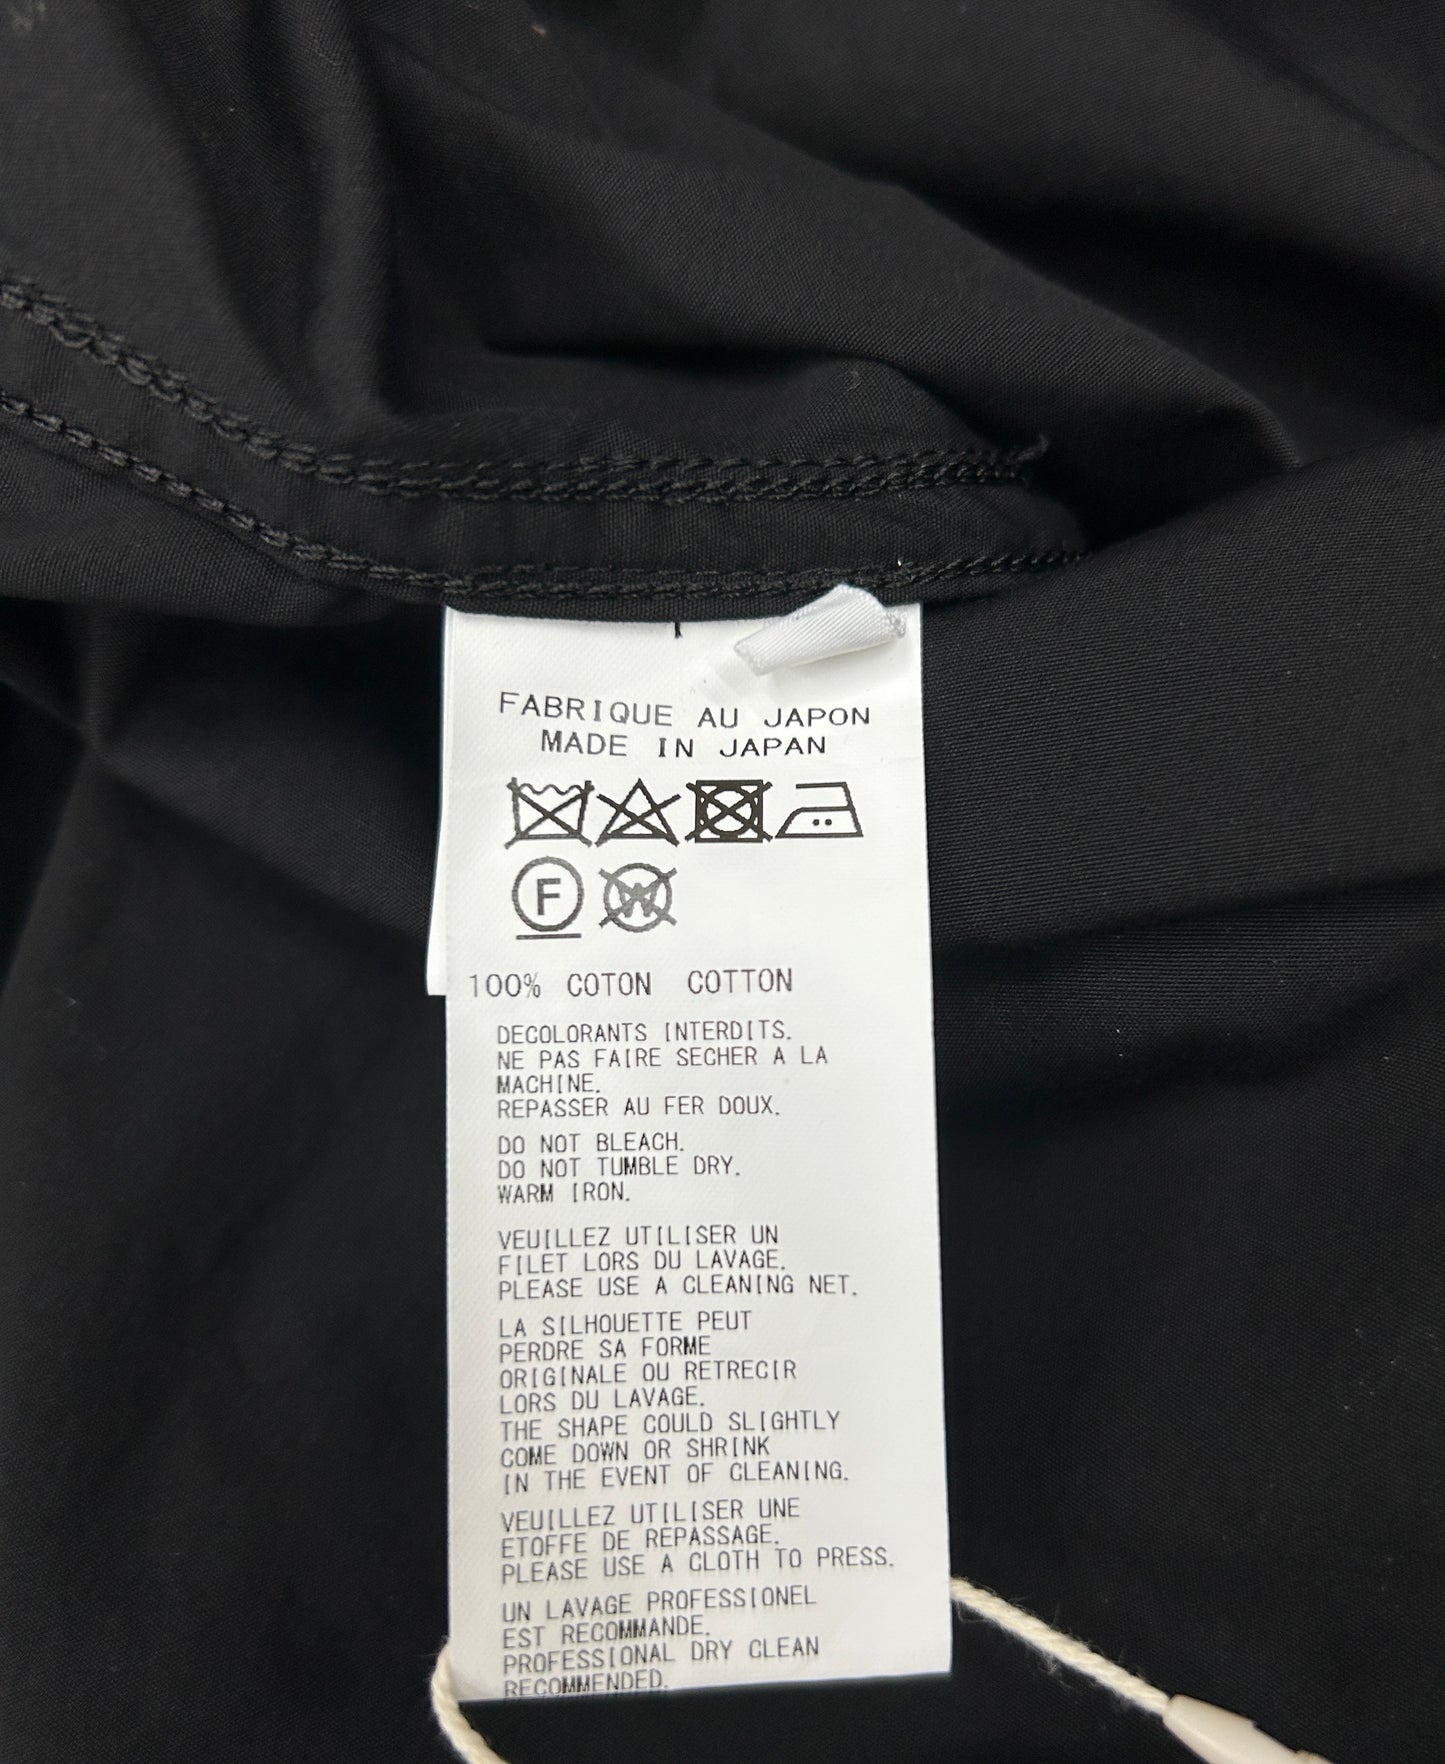 FABRIQUE AU JAPON
MADE IN JAPAN
F W
100% COTON COTTON
DECOLORANTS INTERDITS.
NE PAS FAIRE SECHER A LA
MACHINE.
REPASSER AU FER DOUX.
DO NOT BLEACH.
DO NOT TUMBLE DRY.
WARM IRON.
VEUILLEZ UTILISER UN
FILET LORS DU LAVAGE.
PLEASE USE A CLEANING NET.
LA SILHOUETTE PEUT
PERDRE SA FORME
ORIGINALE OU RETRECIR
LORS DU LAVAGE.
THE SHAPE COULD SLIGHTLY
COME DOWN OR SHRINK
IN THE EVENT OF CLEANING.
VEUILLEZ UTILISER UNE
ETOFFE DE REPASSAGE.
PLEASE USE A CLOTH TO PRESS.
UN LAVAGE PROFESSIONEL
EST RECOMMANDE.
PROFESSIONAL DRY CLEAN
RECOMMENDED.